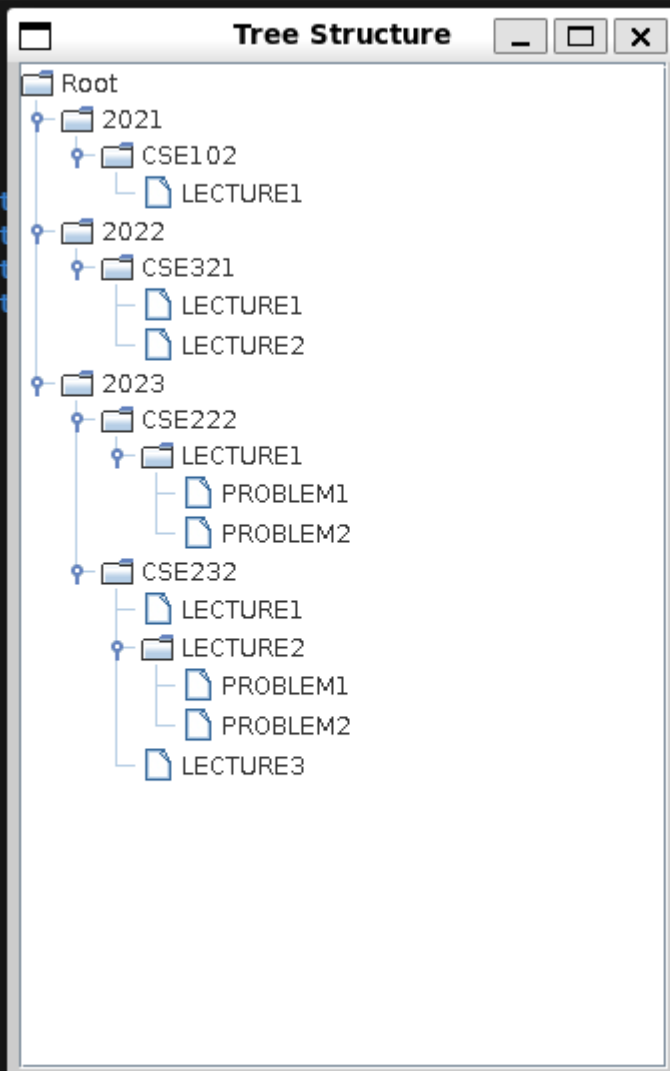 Tree Structure
Root
2021
CSE102
LECTURE1
2022
CSE321
LECTURE1
LECTURE2
2023
CSE222
LECTURE1
PROBLEM1
PROBLEM2
CSE232
LECTURE1
LECTURE2
PROBLEM1
PROBLEM2
LECTURE3